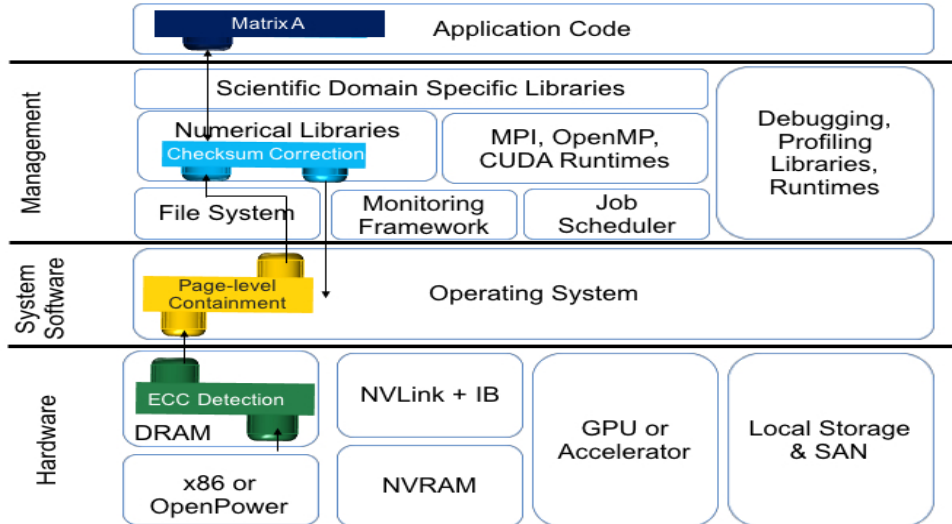 Matrix A
Application Code
Management
Scientific Domain Specific Libraries
Numerical Libraries
Checksum Correction
MPI, OpenMP,
CUDA Runtimes
Debugging,
Profiling
Libraries,
Runtimes
File System
Monitoring
Framework
Job
Scheduler
System
Software
Page-level
Containment
Operating System
Hardware
ECC Detection
DRAM
NVLink + IB
GPU or
Accelerator
Local Storage
& SAN
x86 or
OpenPower
NVRAM